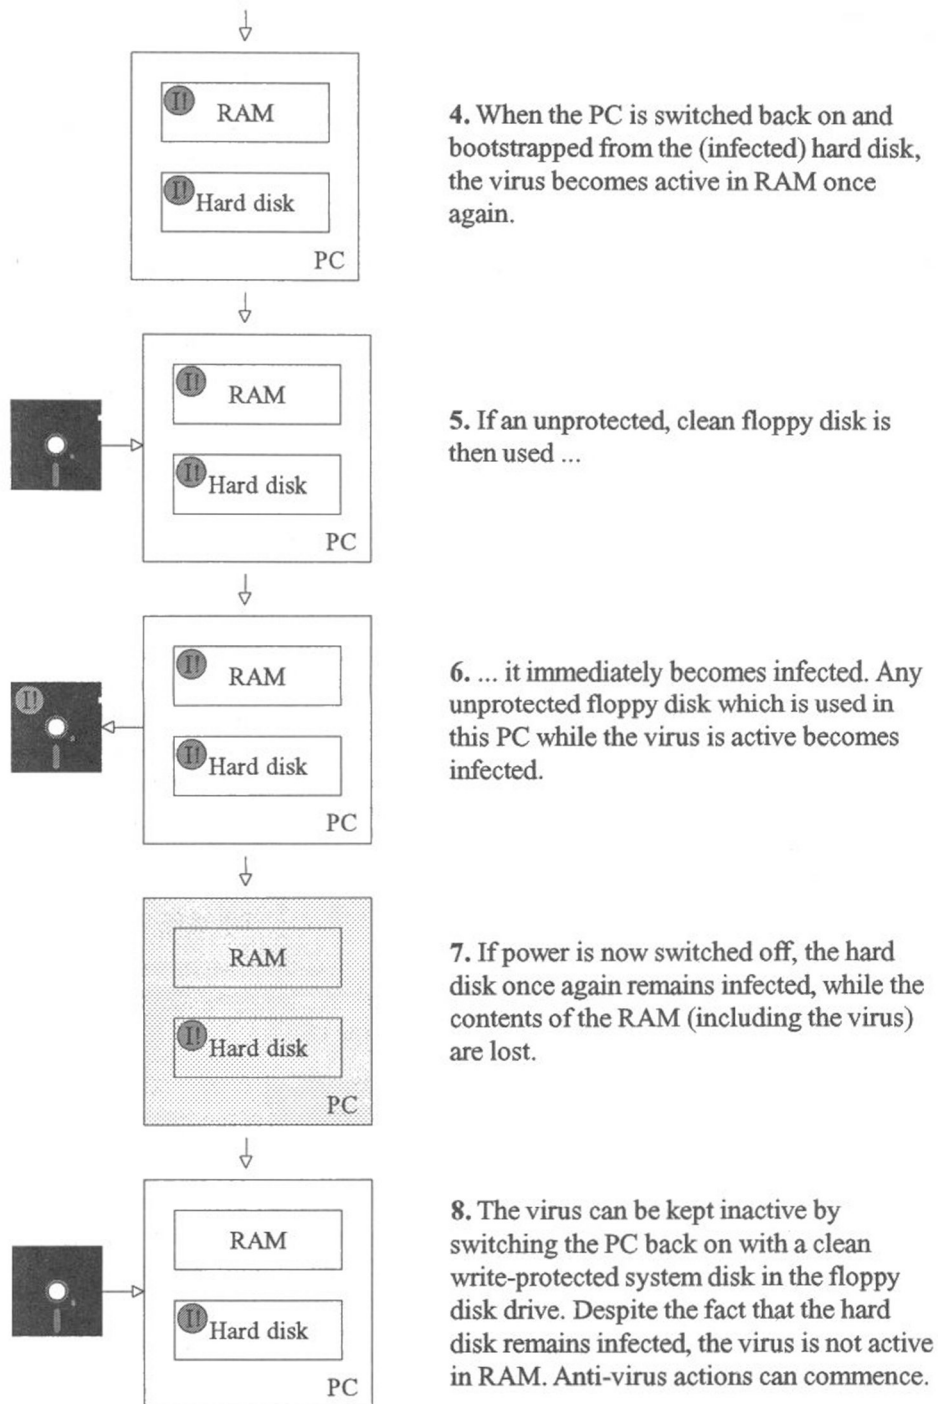 I!
RAM
I!
Hard disk
PC
4. When the PC is switched back on and
bootstrapped from the (infected) hard disk,
the virus becomes active in RAM once
again.
I!
RAM
I!
Hard disk
PC
5. If an unprotected, clean floppy disk is
then used ...
I!
I!
RAM
I!
Hard disk
PC
6. ... it immediately becomes infected. Any
unprotected floppy disk which is used in
this PC while the virus is active becomes
infected.
RAM
I!
Hard disk
PC
7. If power is now switched off, the hard
disk once again remains infected, while the
contents of the RAM (including the virus)
are lost.
RAM
I!
Hard disk
PC
8. The virus can be kept inactive by
switching the PC back on with a clean
write-protected system disk in the floppy
disk drive. Despite the fact that the hard
disk remains infected, the virus is not active
in RAM. Anti-virus actions can commence.